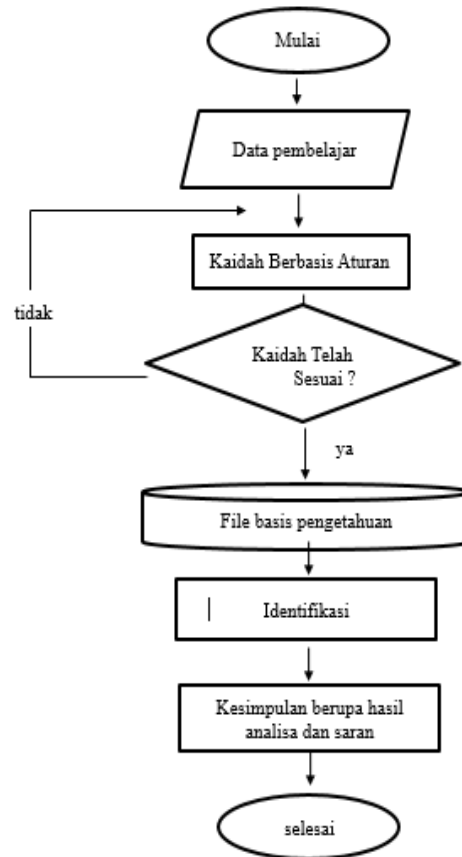 Mulai
Data pembelajar
Kaidah Berbasis Aturan
tidak
Kaidah Telah
Sesuai ?
ya
File basis pengetahuan
Identifikasi
Kesimpulan berupa hasil
analisa dan saran
selesai